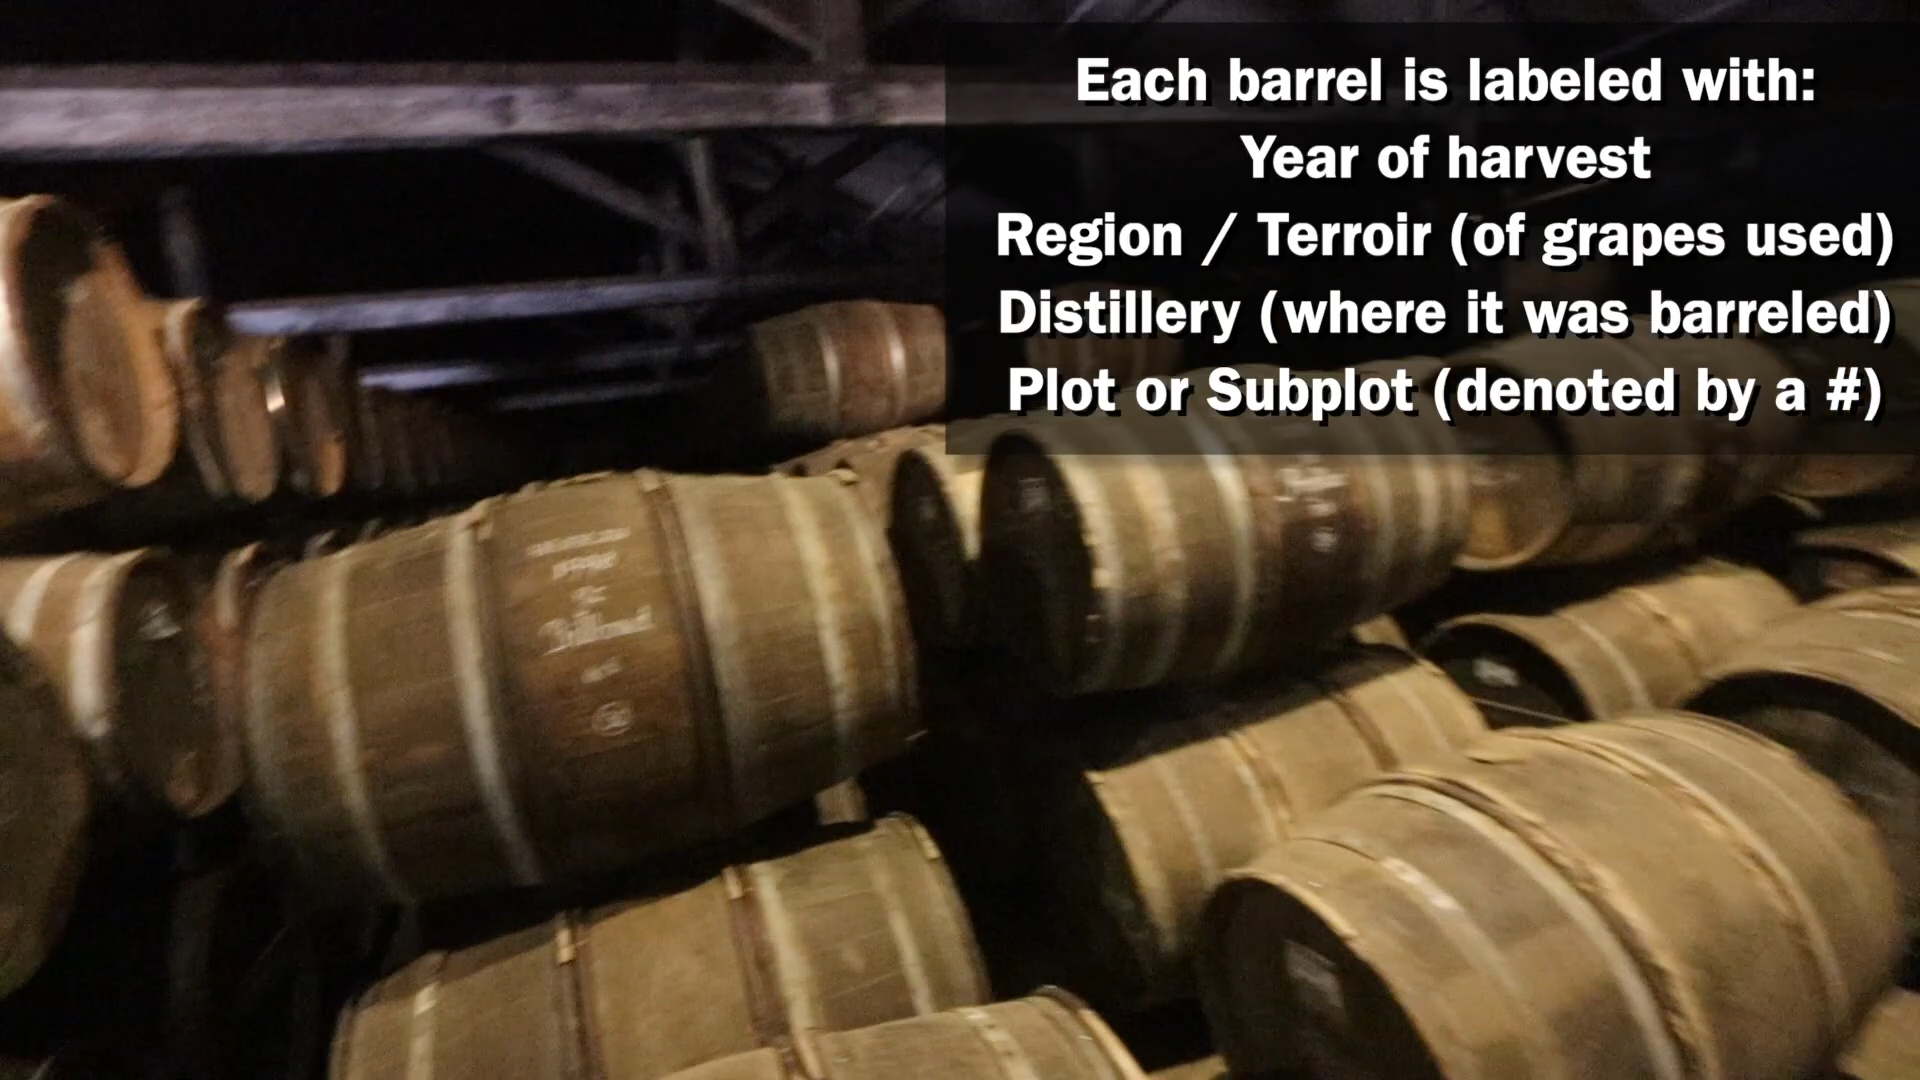 Each barrel is labeled with:
Year of harvest
Region / Terroir (of grapes used)
Distillery (where it was barreled)
Plot or Subplot (denoted by a #)